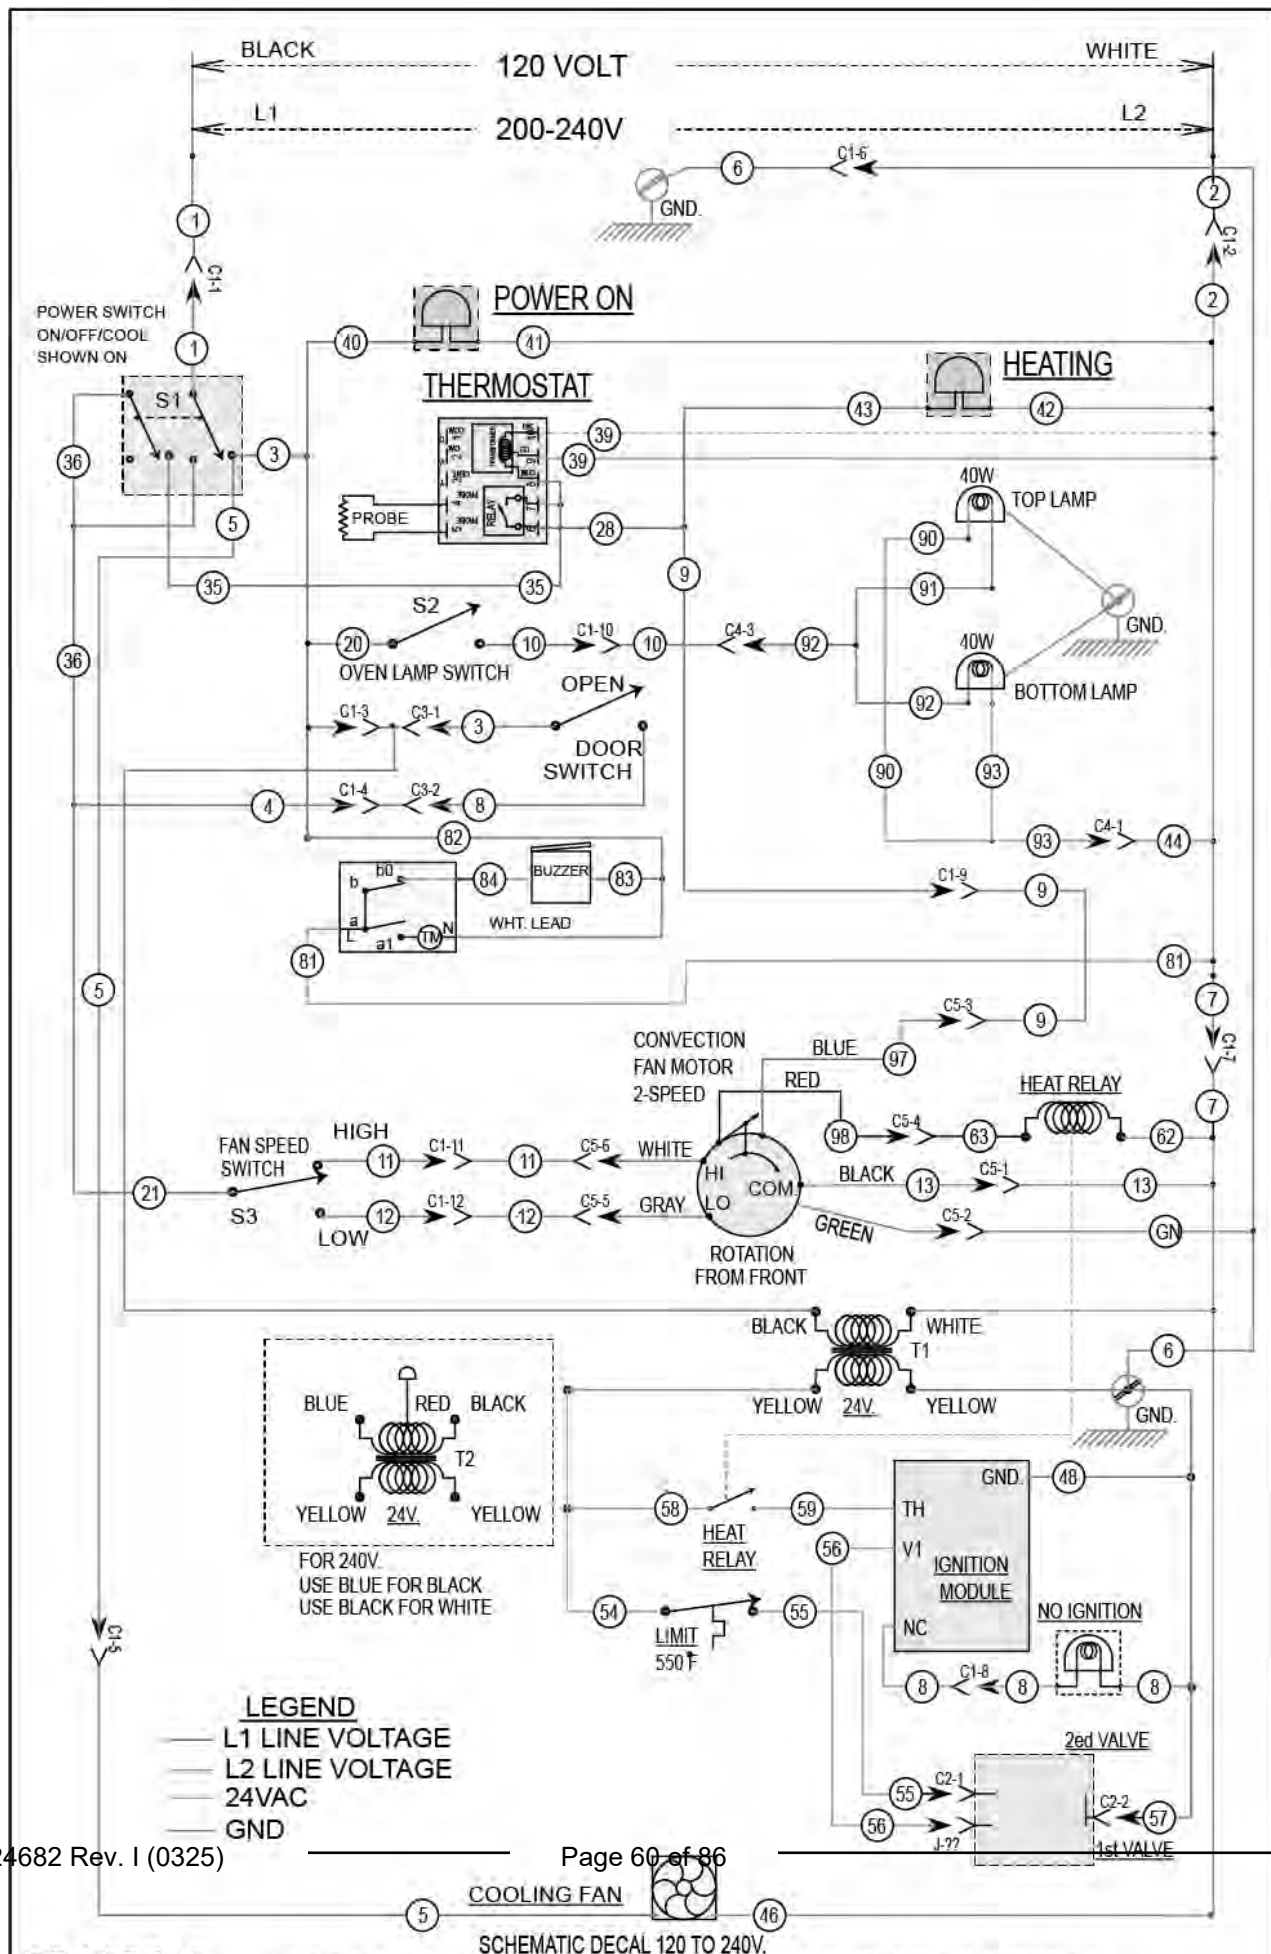 BLACK
120 VOLT
WHITE
L1
200-240V
L2
6
C1-6
GND.
1
2
C1-1
C1-2
2
POWER SWITCH
ON/OFF/COOL
SHOWN ON
1
POWER ON
40
41
HEATING
THERMOSTAT
S1
43
42
39
39
36
3
5
PROBE
4
5
PROBE
PROBE
TRANSFORMER
RELAY
28
40W
TOP LAMP
90
91
9
35
35
GND.
S2
20
10
C1-10
10
C4-3
92
OVEN LAMP SWITCH
36
40W
BOTTOM LAMP
OPEN
92
C1-3
C3-1
3
DOOR
SWITCH
90
93
4
C1-4
C3-2
8
82
93
C4-1
44
b0
b
84
BUZZER
83
C1-9
9
a
L
a1
TM
N
WHT. LEAD
81
81
5
7
C5-3
9
C1-7
CONVECTION
FAN MOTOR
2-SPEED
BLUE
97
RED
HEAT RELAY
7
98
C5-4
63
62
FAN SPEED
SWITCH
HIGH
11
C1-11
11
C5-6
WHITE
HI
COM.
BLACK
13
C5-1
13
21
S3
LOW
12
C1-12
12
C5-5
GRAY
LO
GREEN
C5-2
GN
ROTATION
FROM FRONT
BLACK
WHITE
T1
6
YELLOW
24V.
YELLOW
GND.
BLUE
RED
BLACK
T2
YELLOW
24V.
YELLOW
FOR 240V.
USE BLUE FOR BLACK
USE BLACK FOR WHITE
GND.
48
58
59
TH
HEAT
RELAY
56
V1
IGNITION
MODULE
54
55
NC
NO IGNITION
LIMIT
550 F
C1-5
8
C1-8
8
8
LEGEND
L1 LINE VOLTAGE
L2 LINE VOLTAGE
24VAC
GND
2ed VALVE
55
C2-1
C2-2
57
56
J-??
1st VALVE
24682 Rev. I (0325)
Page 60 of 86
COOLING FAN
5
46
SCHEMATIC DECAL 120 TO 240V.